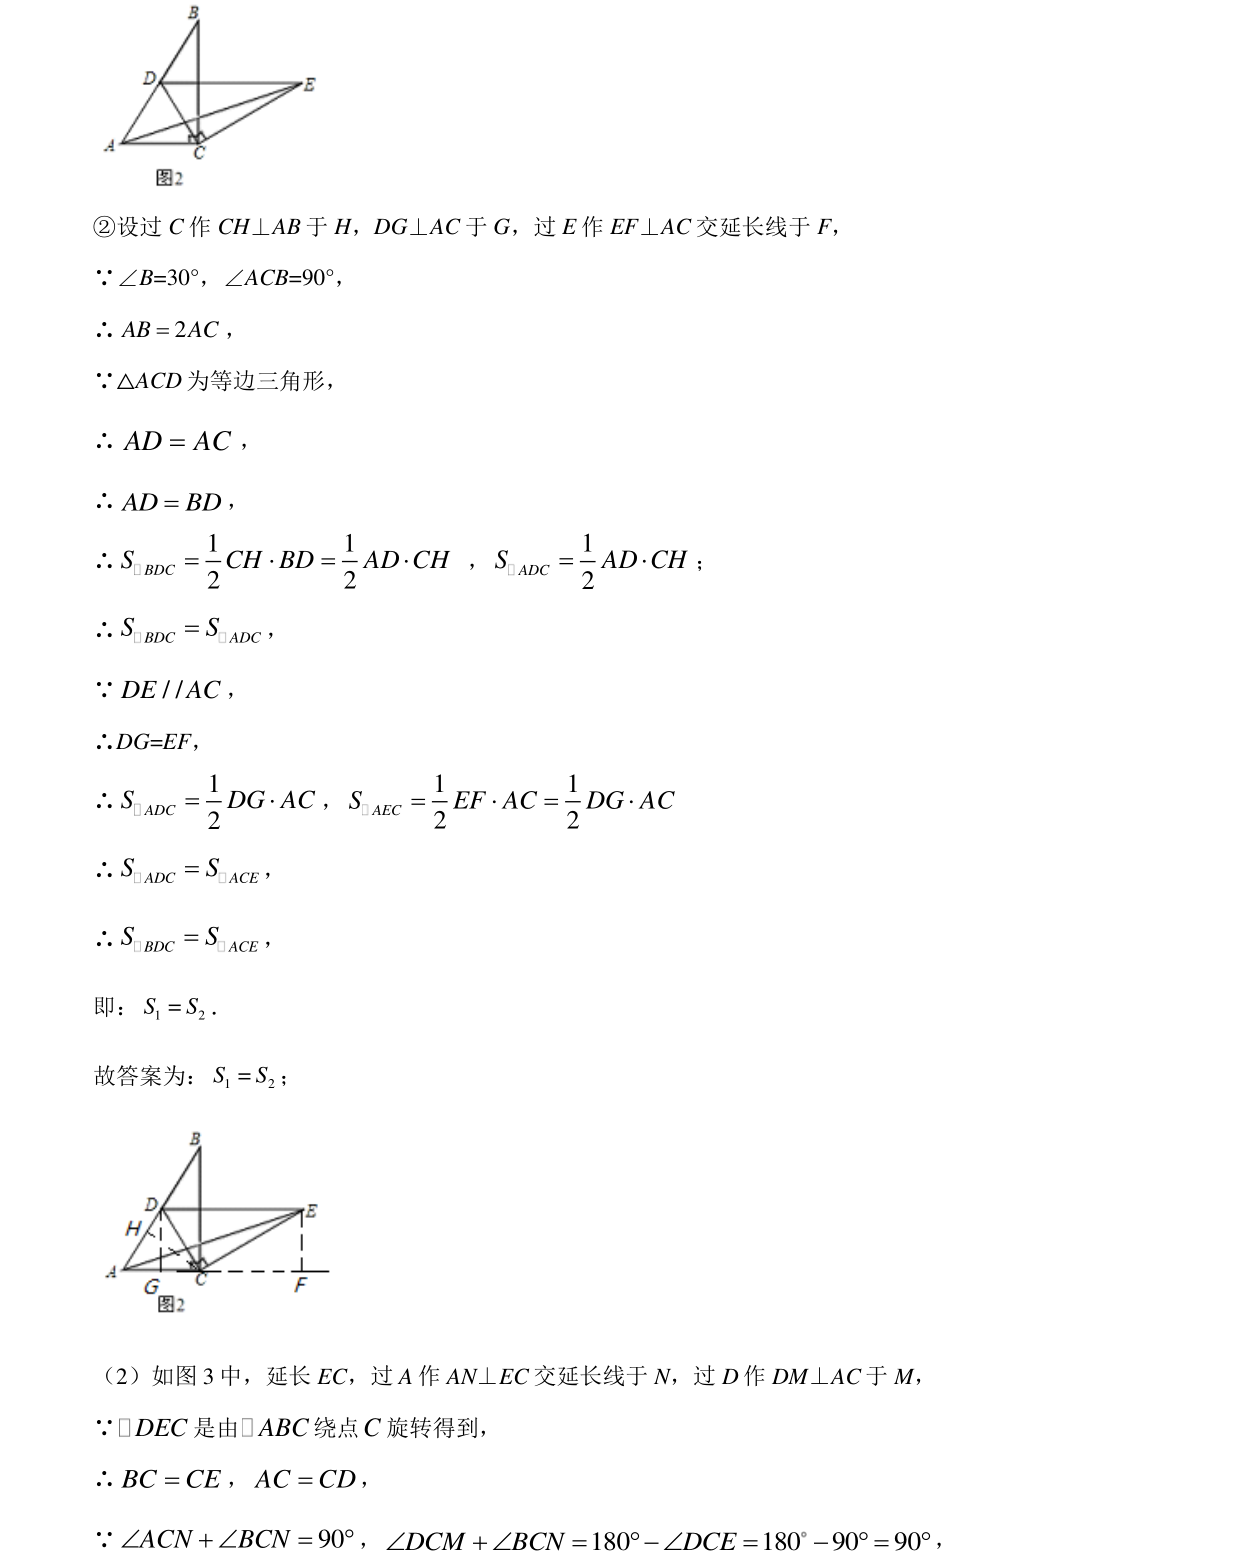 B
D
E
A
C
图2
②设过 C 作 CH⊥AB 于 H，DG⊥AC 于 G，过 E 作 EF⊥AC 交延长线于 F，
∵∠B=30°，∠ACB=90°，
∴ AB = 2AC ，
∵△ACD 为等边三角形，
∴ AD = AC ，
∴ AD = BD ，
∴ S□BDC = 1/2 CH · BD = 1/2 AD · CH ， S□ADC = 1/2 AD · CH ；
∴ S□BDC = S□ADC ，
∵ DE / /AC ，
∴DG=EF，
∴ S□ADC = 1/2 DG · AC ， S□AEC = 1/2 EF · AC = 1/2 DG · AC
∴ S□ADC = S□ACE ，
∴ S□BDC = S□ACE ，
即： S₁ = S₂ ．
故答案为： S₁ = S₂ ；
B
D
E
H
A
G
C
F
图2
（2）如图 3 中，延长 EC，过 A 作 AN⊥EC 交延长线于 N，过 D 作 DM⊥AC 于 M，
∵□DEC 是由□ABC 绕点 C 旋转得到，
∴ BC = CE ， AC = CD ，
∵ ∠ACN + ∠BCN = 90° ， ∠DCM + ∠BCN = 180° − ∠DCE = 180° − 90° = 90° ，